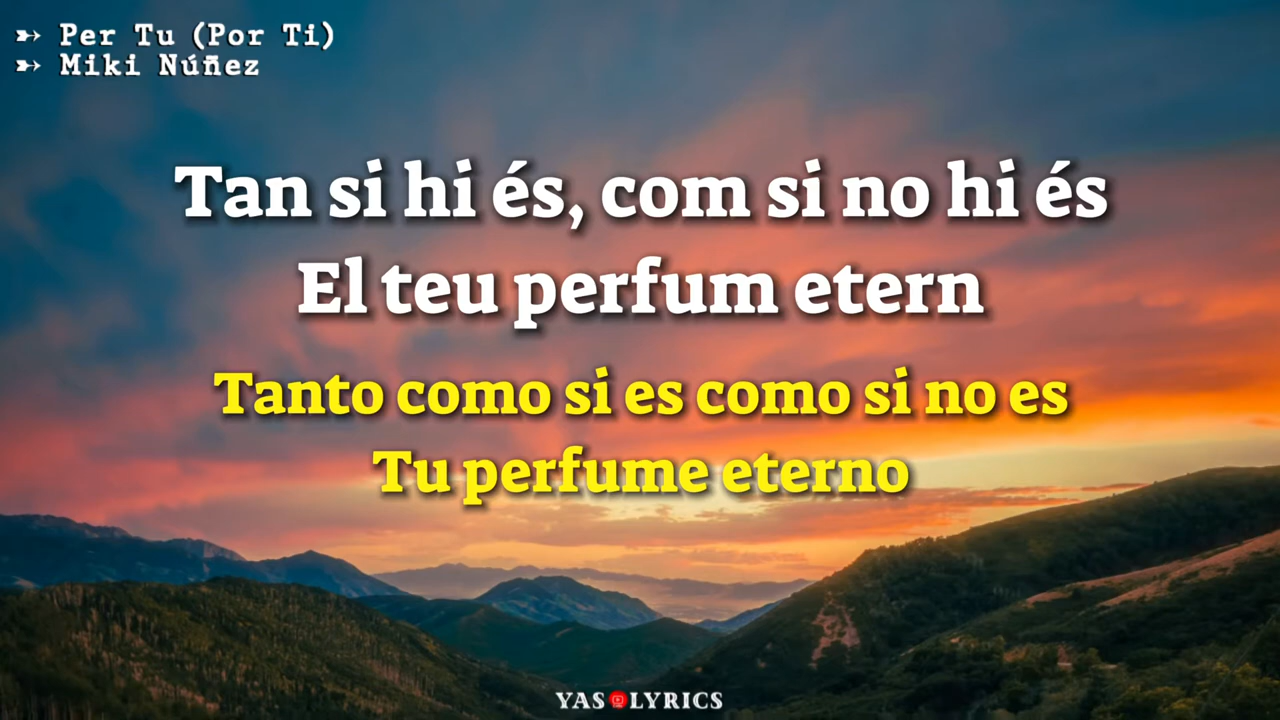 ➼ Per Tu (Por Ti)
➼ Miki Núñez
Tan si hi és, com si no hi és
El teu perfum etern
Tanto como si es como si no es
Tu perfume eterno
YAS LYRICS